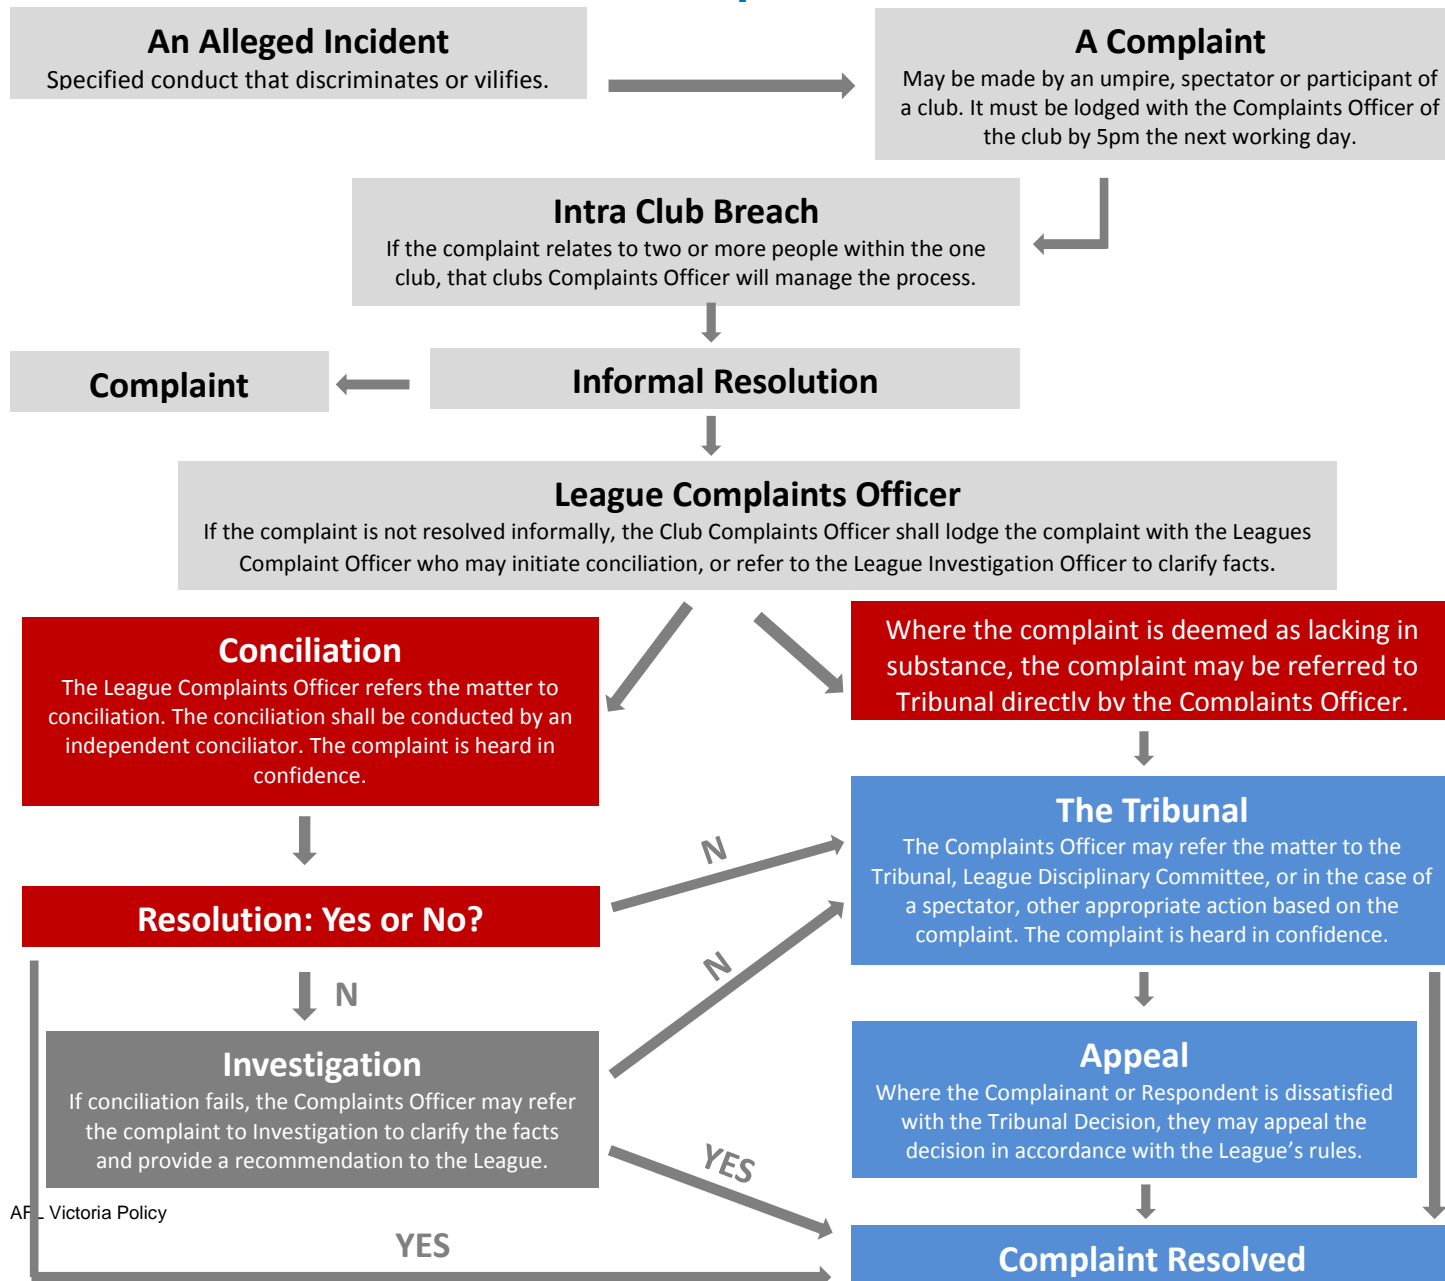 An Alleged Incident
Specified conduct that discriminates or vilifies.
A Complaint
May be made by an umpire, spectator or participant of
a club. It must be lodged with the Complaints Officer of
the club by 5pm the next working day.
Intra Club Breach
If the complaint relates to two or more people within the one
club, that clubs Complaints Officer will manage the process.
Complaint
Informal Resolution
League Complaints Officer
If the complaint is not resolved informally, the Club Complaints Officer shall lodge the complaint with the Leagues
Complaint Officer who may initiate conciliation, or refer to the League Investigation Officer to clarify facts.
Conciliation
The League Complaints Officer refers the matter to
conciliation. The conciliation shall be conducted by an
independent conciliator. The complaint is heard in
confidence.
Where the complaint is deemed as lacking in
substance, the complaint may be referred to
Tribunal directly by the Complaints Officer.
The Tribunal
The Complaints Officer may refer the matter to the
Tribunal, League Disciplinary Committee, or in the case of
a spectator, other appropriate action based on the
complaint. The complaint is heard in confidence.
N
Resolution: Yes or No?
N
N
Investigation
If conciliation fails, the Complaints Officer may refer
the complaint to Investigation to clarify the facts
and provide a recommendation to the League.
Appeal
Where the Complainant or Respondent is dissatisfied
with the Tribunal Decision, they may appeal the
decision in accordance with the League's rules.
YES
AFL Victoria Policy
YES
Complaint Resolved